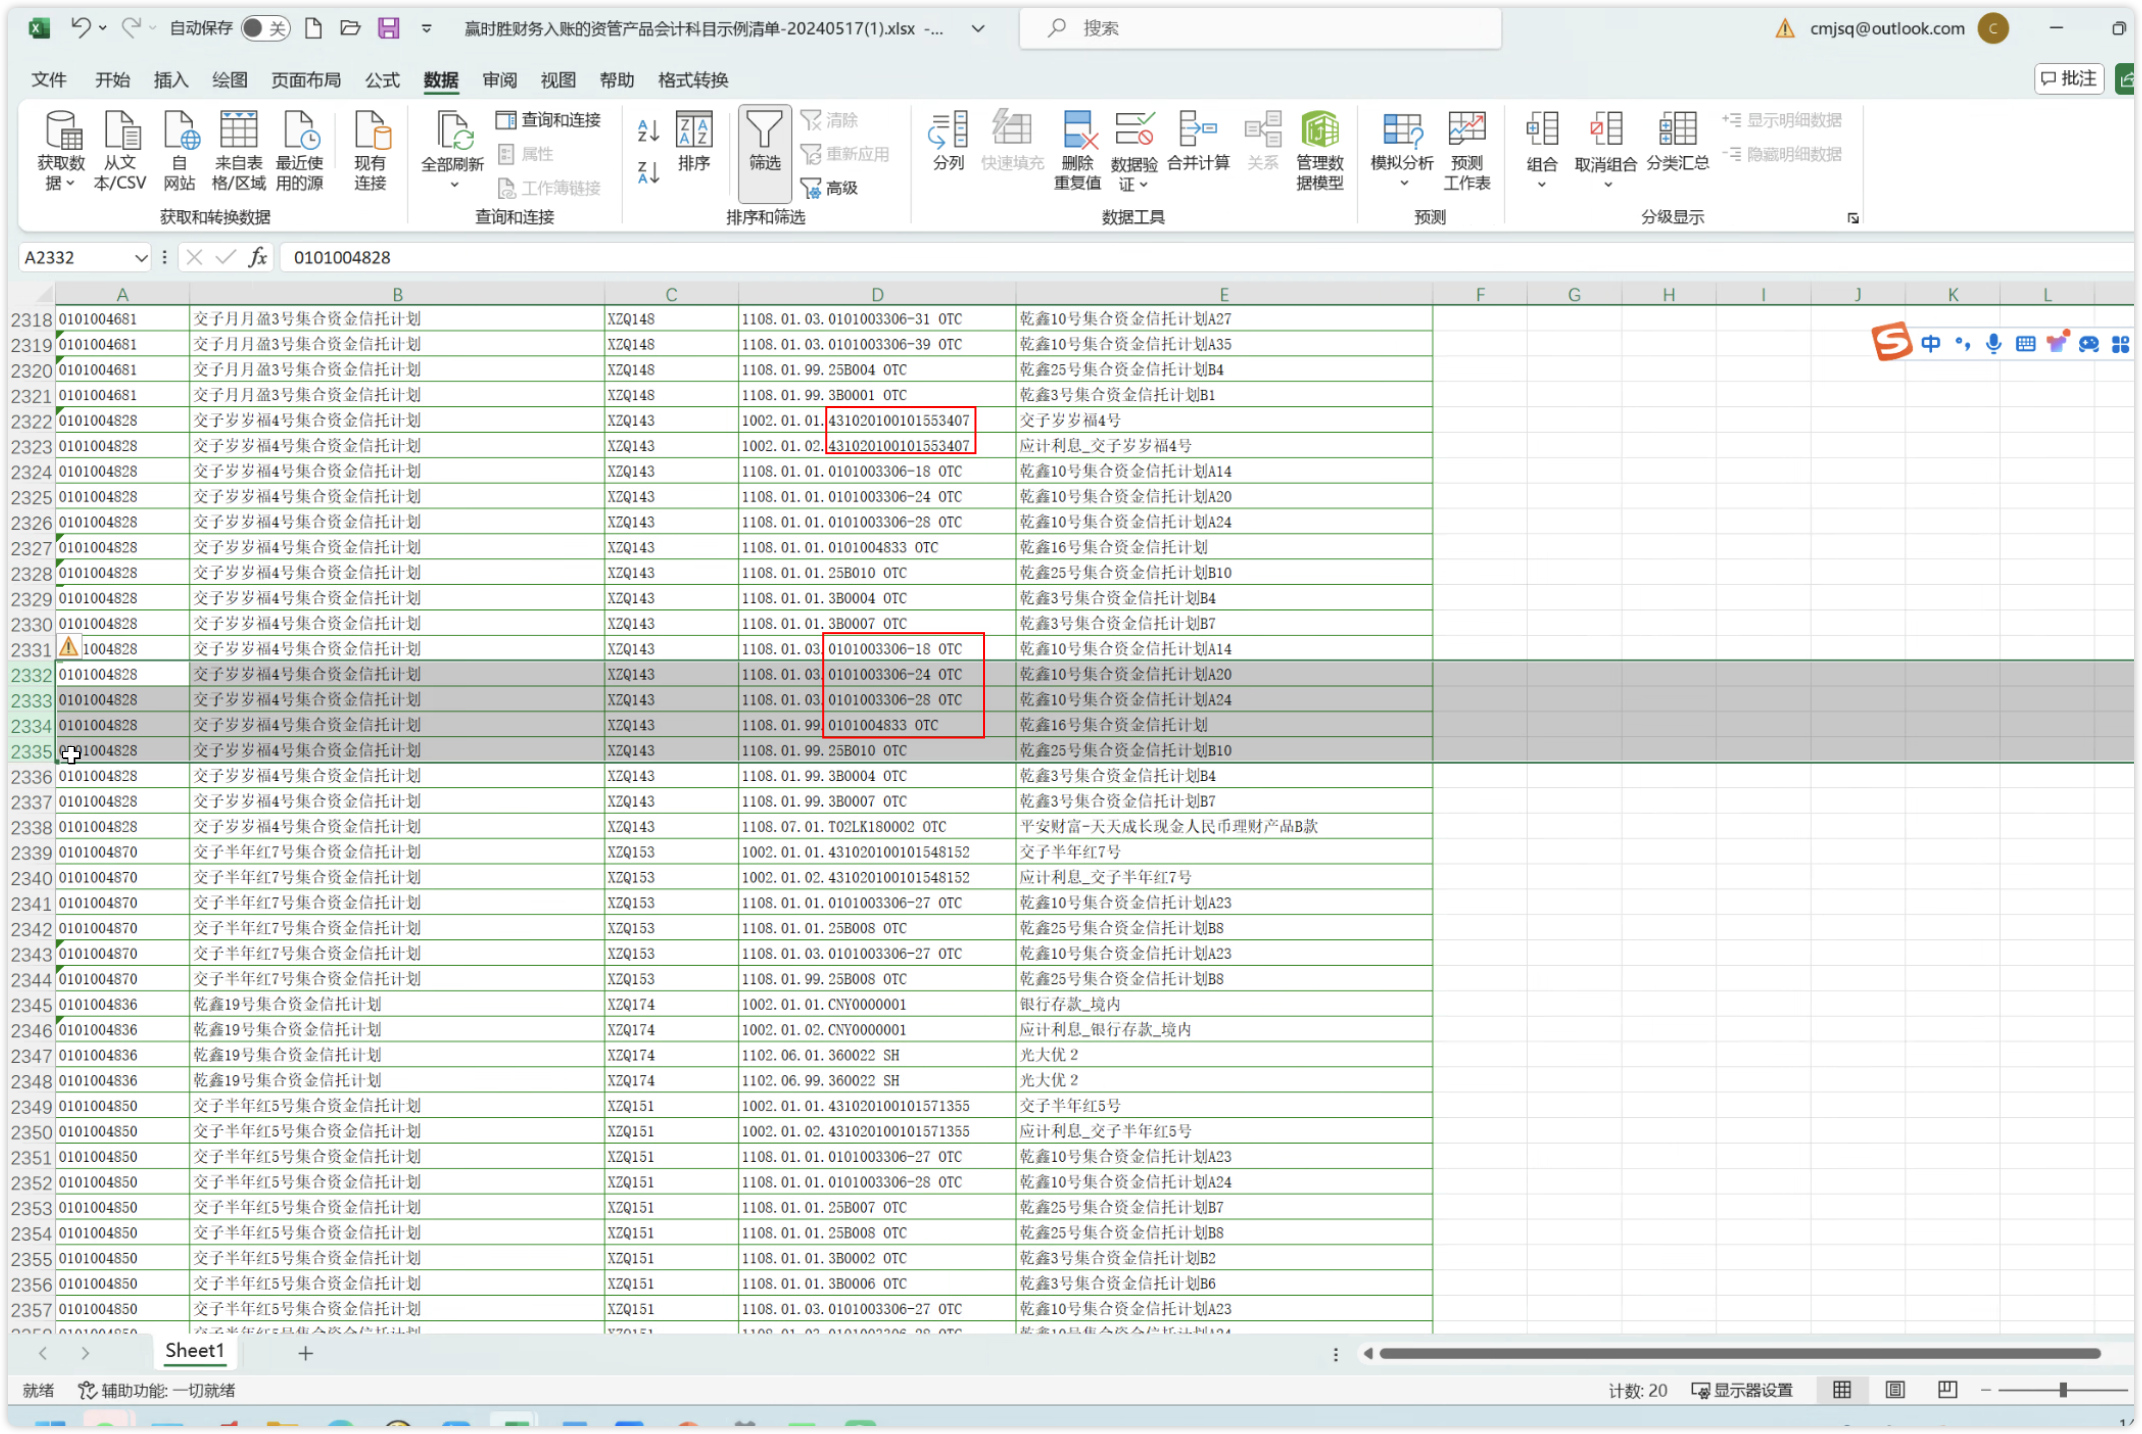 自动保存 关 赢时胜财务入账的资管产品会计科目示例清单-20240517(1).xlsx -... 搜索 cmjsq@outlook.com C
文件 开始 插入 绘图 页面布局 公式 数据 审阅 视图 帮助 格式转换 批注
获取数据 从文本/CSV 自网站 来自表格/区域 最近使用的源 现有连接 全部刷新 查询和连接 属性 工作簿链接 排序 筛选 清除 重新应用 高级 分列 快速填充 删除重复值 数据验证 合并计算 关系 管理数据模型 模拟分析 预测工作表 组合 取消组合 分类汇总 显示明细数据 隐藏明细数据
获取和转换数据 查询和连接 排序和筛选 数据工具 预测 分级显示
A2332 fx 0101004828
A B C D E F G H I J K L
2318 0101004681 交子月月盈3号集合资金信托计划 XZQ148 1108.01.03.0101003306-31 OTC 乾鑫10号集合资金信托计划A27
2319 0101004681 交子月月盈3号集合资金信托计划 XZQ148 1108.01.03.0101003306-39 OTC 乾鑫10号集合资金信托计划A35
2320 0101004681 交子月月盈3号集合资金信托计划 XZQ148 1108.01.99.25B004 OTC 乾鑫25号集合资金信托计划B4
2321 0101004681 交子月月盈3号集合资金信托计划 XZQ148 1108.01.99.3B0001 OTC 乾鑫3号集合资金信托计划B1
2322 0101004828 交子岁岁福4号集合资金信托计划 XZQ143 1002.01.01.431020100101553407 交子岁岁福4号
2323 0101004828 交子岁岁福4号集合资金信托计划 XZQ143 1002.01.02.431020100101553407 应计利息_交子岁岁福4号
2324 0101004828 交子岁岁福4号集合资金信托计划 XZQ143 1108.01.01.0101003306-18 OTC 乾鑫10号集合资金信托计划A14
2325 0101004828 交子岁岁福4号集合资金信托计划 XZQ143 1108.01.01.0101003306-24 OTC 乾鑫10号集合资金信托计划A20
2326 0101004828 交子岁岁福4号集合资金信托计划 XZQ143 1108.01.01.0101003306-28 OTC 乾鑫10号集合资金信托计划A24
2327 0101004828 交子岁岁福4号集合资金信托计划 XZQ143 1108.01.01.0101004833 OTC 乾鑫16号集合资金信托计划
2328 0101004828 交子岁岁福4号集合资金信托计划 XZQ143 1108.01.01.25B010 OTC 乾鑫25号集合资金信托计划B10
2329 0101004828 交子岁岁福4号集合资金信托计划 XZQ143 1108.01.01.3B0004 OTC 乾鑫3号集合资金信托计划B4
2330 0101004828 交子岁岁福4号集合资金信托计划 XZQ143 1108.01.01.3B0007 OTC 乾鑫3号集合资金信托计划B7
2331 1004828 交子岁岁福4号集合资金信托计划 XZQ143 1108.01.03.0101003306-18 OTC 乾鑫10号集合资金信托计划A14
2332 0101004828 交子岁岁福4号集合资金信托计划 XZQ143 1108.01.03.0101003306-24 OTC 乾鑫10号集合资金信托计划A20
2333 0101004828 交子岁岁福4号集合资金信托计划 XZQ143 1108.01.03.0101003306-28 OTC 乾鑫10号集合资金信托计划A24
2334 0101004828 交子岁岁福4号集合资金信托计划 XZQ143 1108.01.99.0101004833 OTC 乾鑫16号集合资金信托计划
2335 0101004828 交子岁岁福4号集合资金信托计划 XZQ143 1108.01.99.25B010 OTC 乾鑫25号集合资金信托计划B10
2336 0101004828 交子岁岁福4号集合资金信托计划 XZQ143 1108.01.99.3B0004 OTC 乾鑫3号集合资金信托计划B4
2337 0101004828 交子岁岁福4号集合资金信托计划 XZQ143 1108.01.99.3B0007 OTC 乾鑫3号集合资金信托计划B7
2338 0101004828 交子岁岁福4号集合资金信托计划 XZQ143 1108.07.01.T02LK180002 OTC 平安财富-天天成长现金人民币理财产品B款
2339 0101004870 交子半年红7号集合资金信托计划 XZQ153 1002.01.01.431020100101548152 交子半年红7号
2340 0101004870 交子半年红7号集合资金信托计划 XZQ153 1002.01.02.431020100101548152 应计利息_交子半年红7号
2341 0101004870 交子半年红7号集合资金信托计划 XZQ153 1108.01.01.0101003306-27 OTC 乾鑫10号集合资金信托计划A23
2342 0101004870 交子半年红7号集合资金信托计划 XZQ153 1108.01.01.25B008 OTC 乾鑫25号集合资金信托计划B8
2343 0101004870 交子半年红7号集合资金信托计划 XZQ153 1108.01.03.0101003306-27 OTC 乾鑫10号集合资金信托计划A23
2344 0101004870 交子半年红7号集合资金信托计划 XZQ153 1108.01.99.25B008 OTC 乾鑫25号集合资金信托计划B8
2345 0101004836 乾鑫19号集合资金信托计划 XZQ174 1002.01.01.CNY0000001 银行存款_境内
2346 0101004836 乾鑫19号集合资金信托计划 XZQ174 1002.01.02.CNY0000001 应计利息_银行存款_境内
2347 0101004836 乾鑫19号集合资金信托计划 XZQ174 1102.06.01.360022 SH 光大优２
2348 0101004836 乾鑫19号集合资金信托计划 XZQ174 1102.06.99.360022 SH 光大优２
2349 0101004850 交子半年红5号集合资金信托计划 XZQ151 1002.01.01.431020100101571355 交子半年红5号
2350 0101004850 交子半年红5号集合资金信托计划 XZQ151 1002.01.02.431020100101571355 应计利息_交子半年红5号
2351 0101004850 交子半年红5号集合资金信托计划 XZQ151 1108.01.01.0101003306-27 OTC 乾鑫10号集合资金信托计划A23
2352 0101004850 交子半年红5号集合资金信托计划 XZQ151 1108.01.01.0101003306-28 OTC 乾鑫10号集合资金信托计划A24
2353 0101004850 交子半年红5号集合资金信托计划 XZQ151 1108.01.01.25B007 OTC 乾鑫25号集合资金信托计划B7
2354 0101004850 交子半年红5号集合资金信托计划 XZQ151 1108.01.01.25B008 OTC 乾鑫25号集合资金信托计划B8
2355 0101004850 交子半年红5号集合资金信托计划 XZQ151 1108.01.01.3B0002 OTC 乾鑫3号集合资金信托计划B2
2356 0101004850 交子半年红5号集合资金信托计划 XZQ151 1108.01.01.3B0006 OTC 乾鑫3号集合资金信托计划B6
2357 0101004850 交子半年红5号集合资金信托计划 XZQ151 1108.01.03.0101003306-27 OTC 乾鑫10号集合资金信托计划A23
Sheet1
就绪 辅助功能: 一切就绪 计数: 20 显示器设置